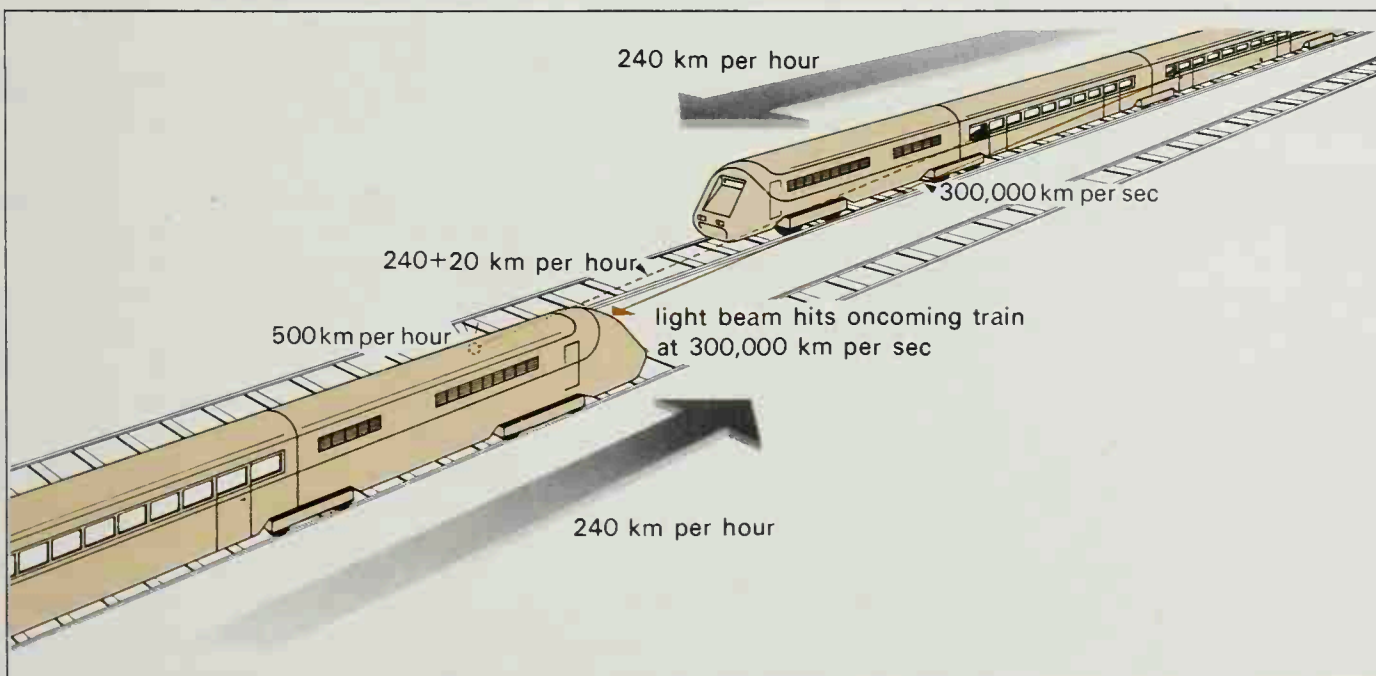 240 km per hour
300,000 km per sec
240+20 km per hour
500 km per hour
light beam hits oncoming train
at 300,000 km per sec
240 km per hour